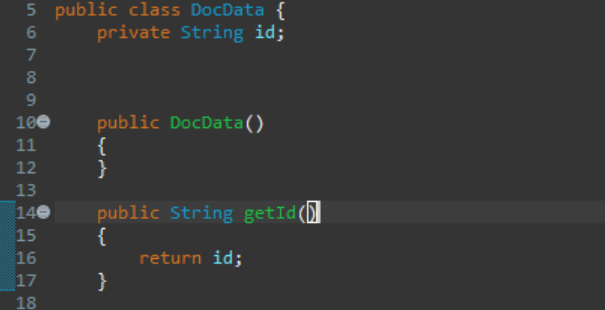 5 public class DocData {
6 private String id;
7
8
9
10 public DocData()
11 {
12 }
13
14 public String getId()
15 {
16 return id;
17 }
18